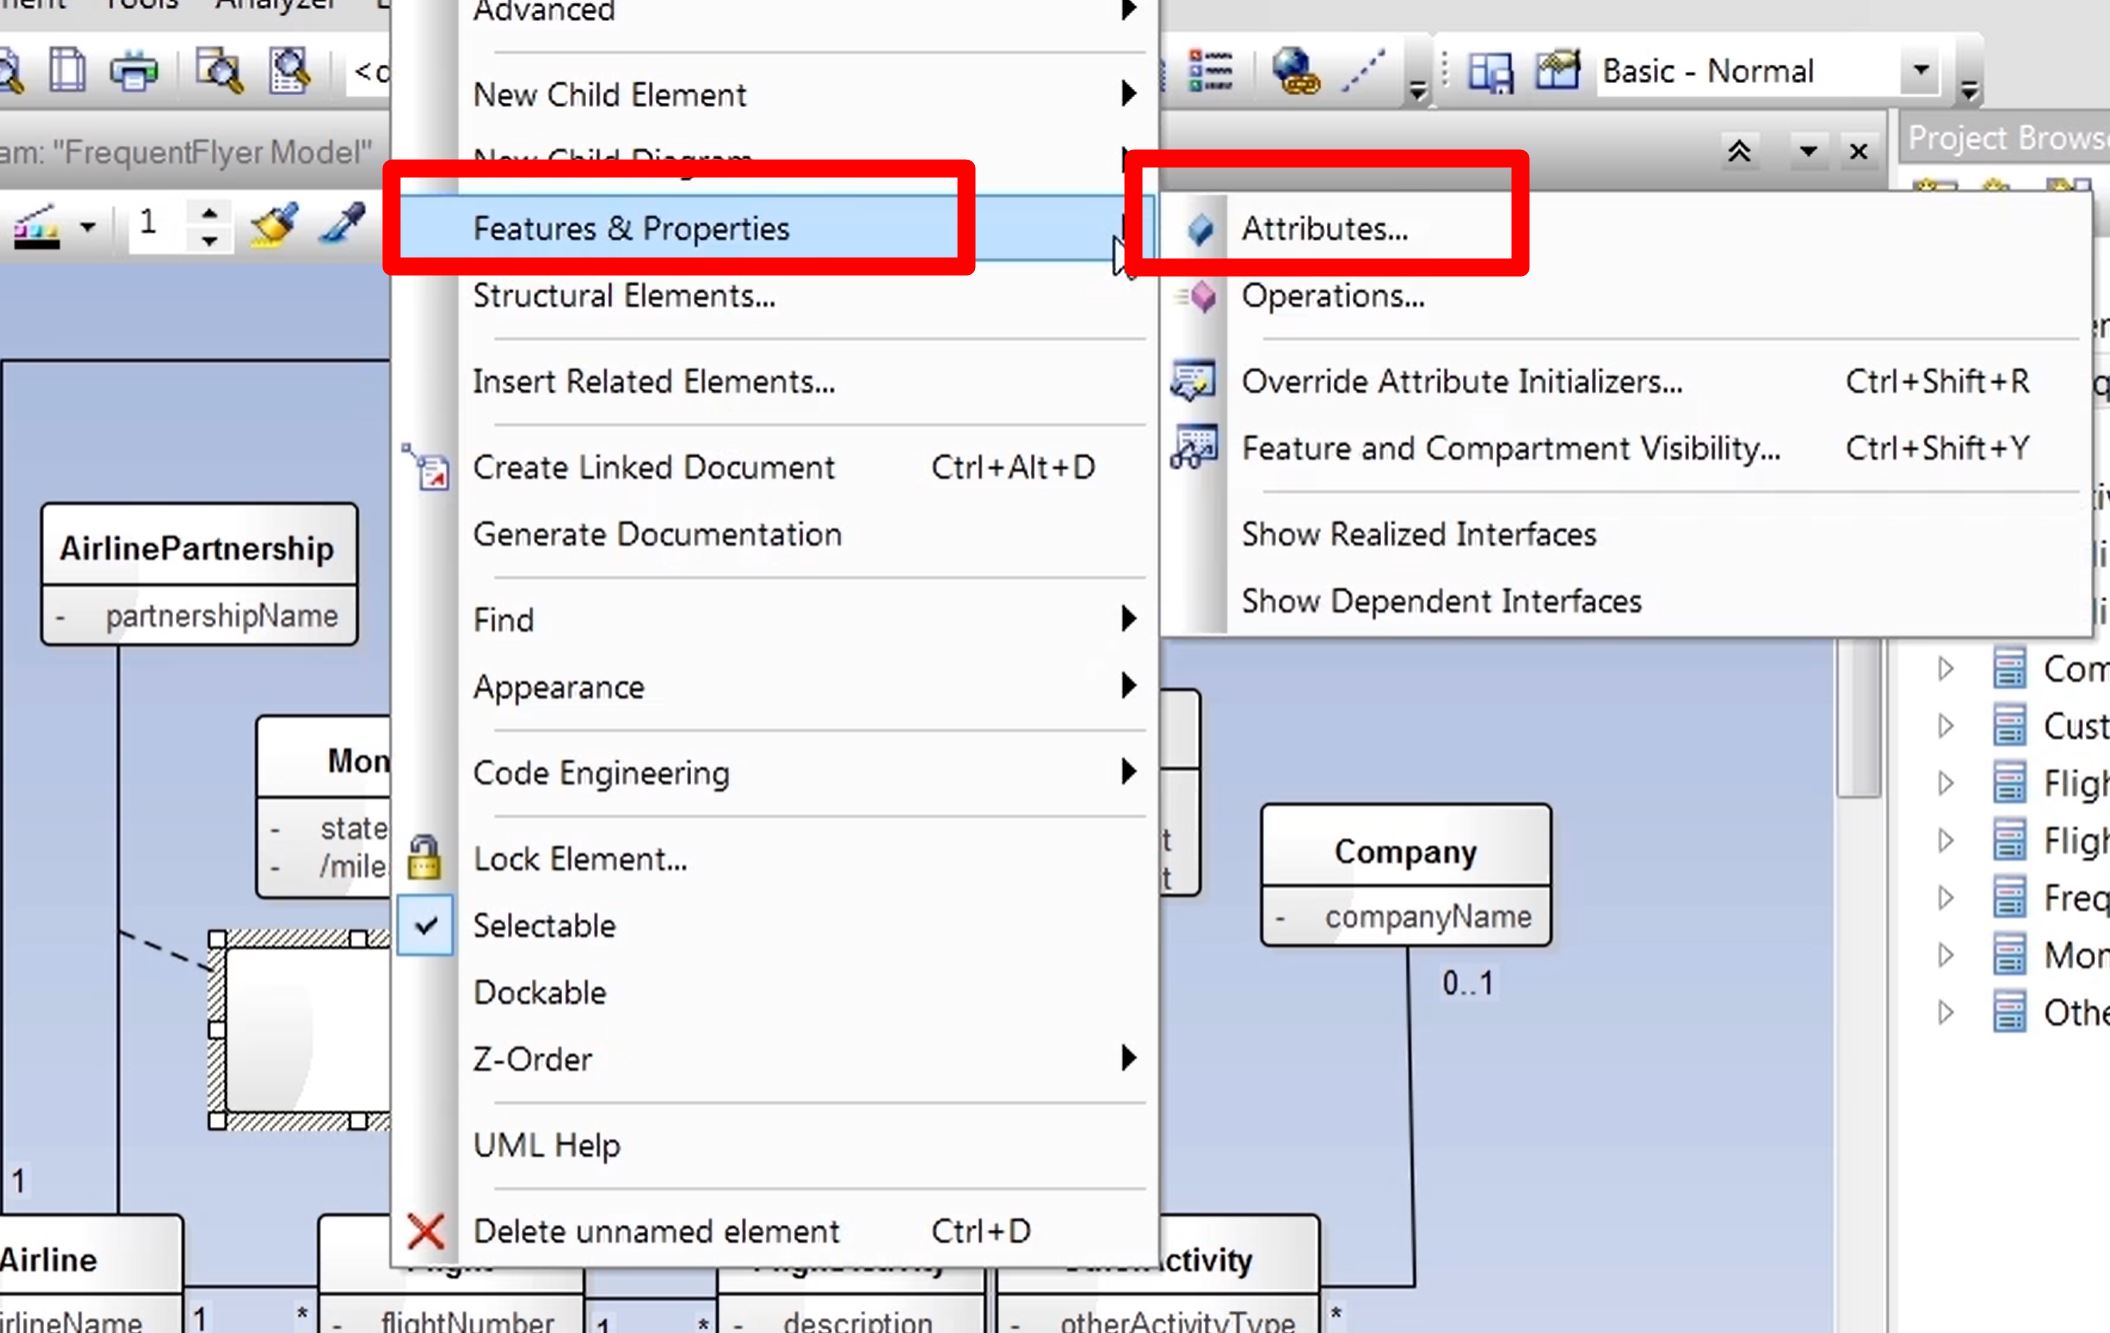 Tools Analyzer
Advanced
<c
Basic - Normal
New Child Element
am: "FrequentFlyer Model"
New Child Diagram
Project Brows
1
Features & Properties
Attributes...
Structural Elements...
Operations...
Insert Related Elements...
Override Attribute Initializers... Ctrl+Shift+R
Create Linked Document Ctrl+Alt+D
Feature and Compartment Visibility... Ctrl+Shift+Y
Generate Documentation
Show Realized Interfaces
Show Dependent Interfaces
AirlinePartnership
- partnershipName
Find
Appearance
Code Engineering
Lock Element...
Selectable
Dockable
Z-Order
UML Help
Delete unnamed element Ctrl+D
Mon
- state
- /mile
t
t
Company
- companyName
0..1
Com
Cust
Fligh
Fligh
Freq
Mon
Othe
1
Airline
irlineName
1 *
- flightNumber
1 *
- description
Activity
- otherActivityType
*